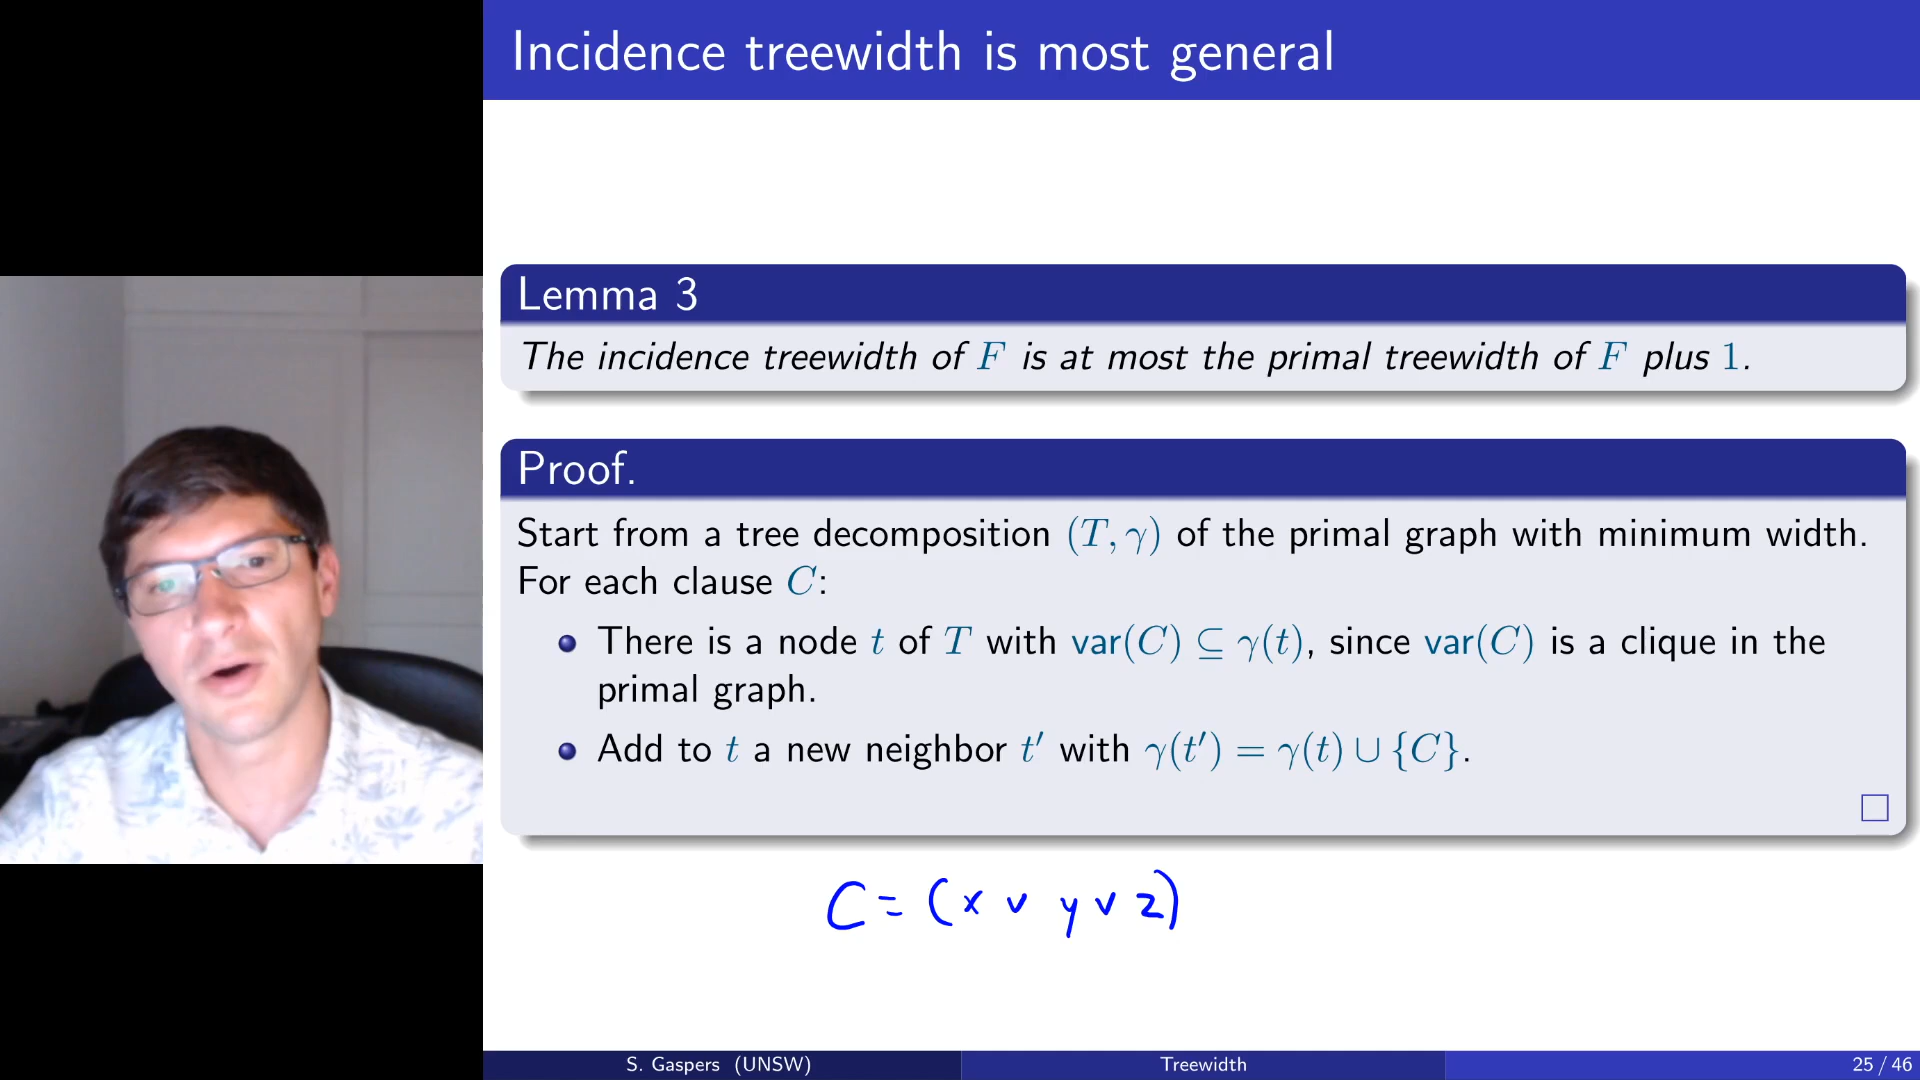 Incidence treewidth is most general
Lemma 3
The incidence treewidth of F is at most the primal treewidth of F plus 1.
Proof.
Start from a tree decomposition (T, γ) of the primal graph with minimum width.
For each clause C:
There is a node t of T with var(C) ⊆ γ(t), since var(C) is a clique in the
primal graph.
Add to t a new neighbor t′ with γ(t′) = γ(t) ∪ {C}.
C = (x ∨ y ∨ z)
S. Gaspers (UNSW)
Treewidth
25 / 46